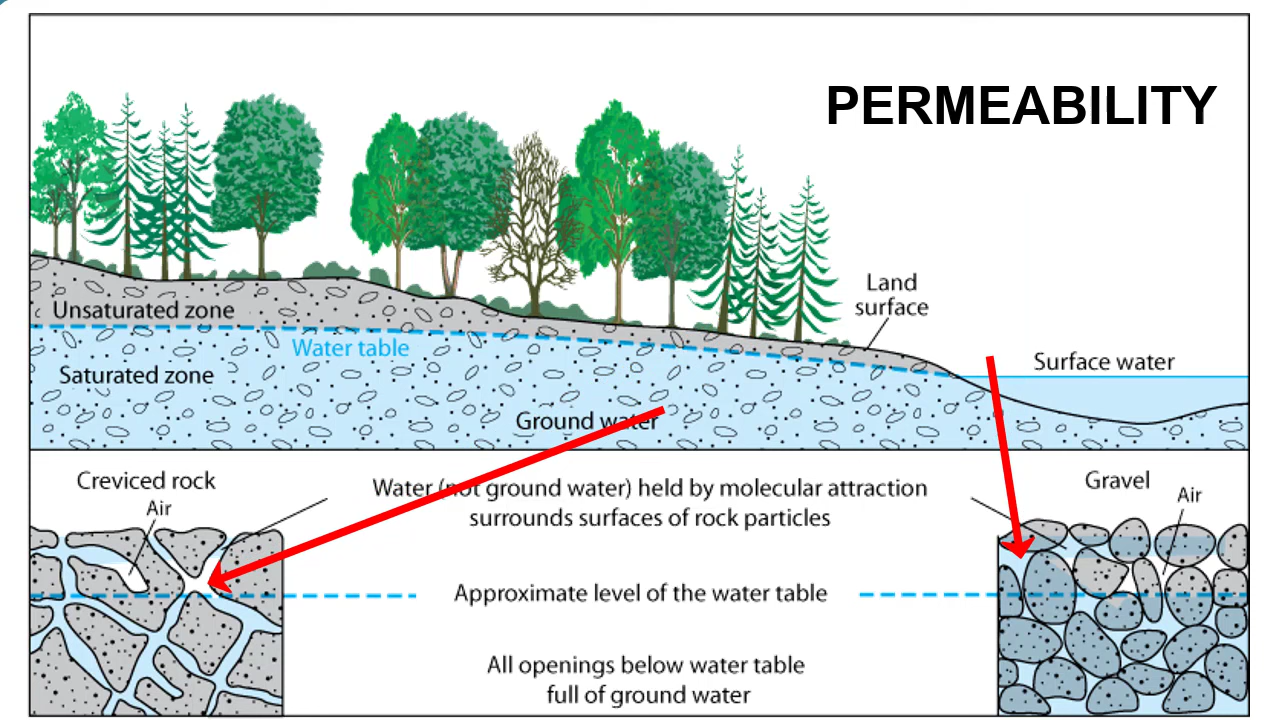 PERMEABILITY
Land
surface
Unsaturated zone
Water table
Surface water
Saturated zone
Ground water
Creviced rock
Air
Water (not ground water) held by molecular attraction
surrounds surfaces of rock particles
Gravel
Air
Approximate level of the water table
All openings below water table
full of ground water